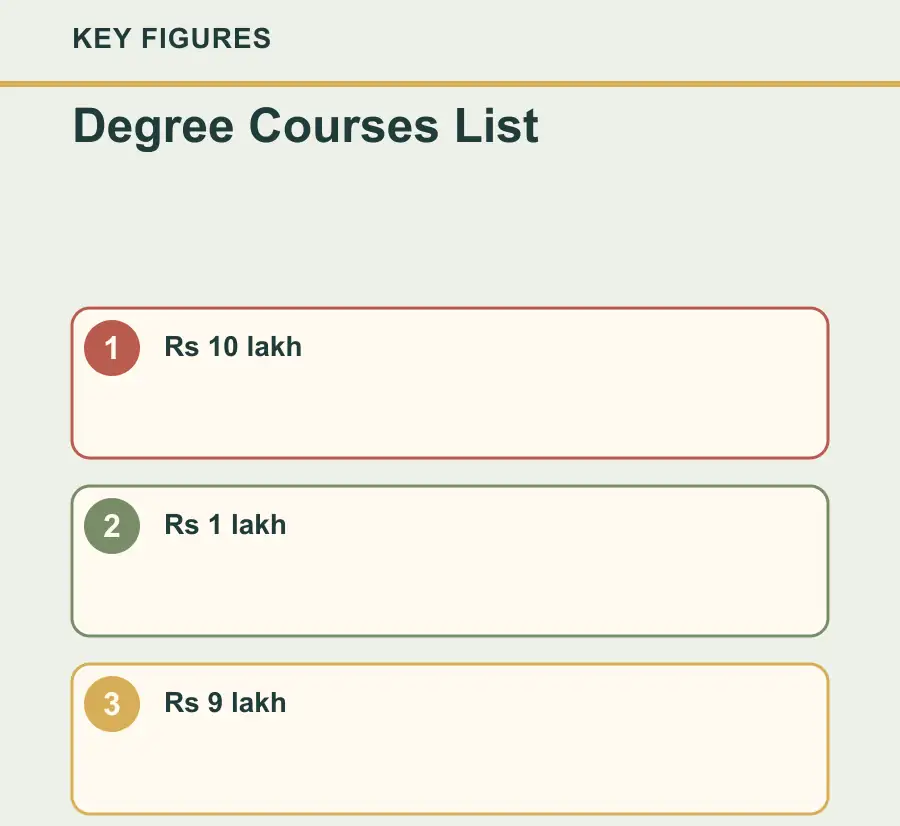 KEY FIGURES
Degree Courses List
1 Rs 10 lakh
2 Rs 1 lakh
3 Rs 9 lakh